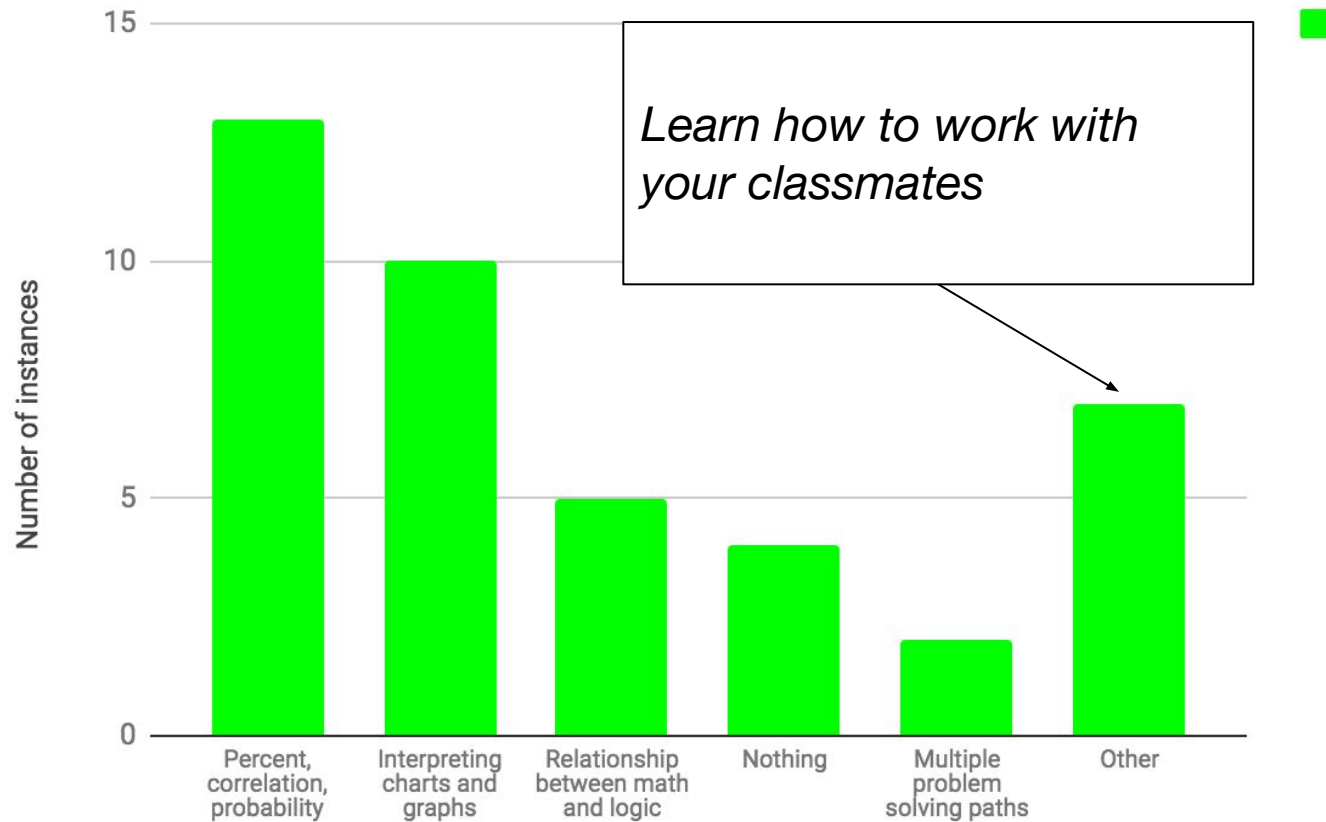 15
Learn how to work with
your classmates
10
Number of instances
5
0
Percent,
correlation,
probability
Interpreting
charts and
graphs
Relationship
between math
and logic
Nothing
Multiple
problem
solving paths
Other